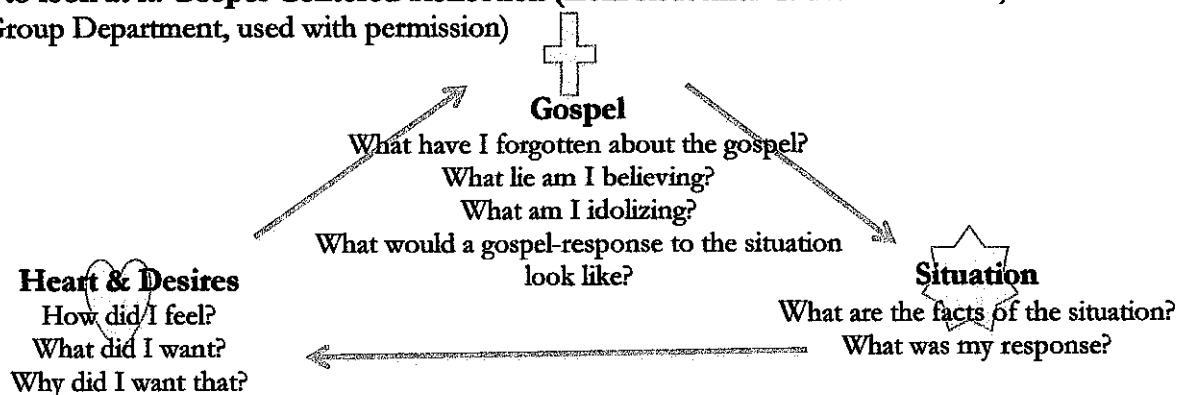 Group Department, used with permission)
Gospel
What have I forgotten about the gospel?
What lie am I believing?
What am I idolizing?
What would a gospel-response to the situation
look like?
Heart & Desires
How did I feel?
What did I want?
Why did I want that?
Situation
What are the facts of the situation?
What was my response?